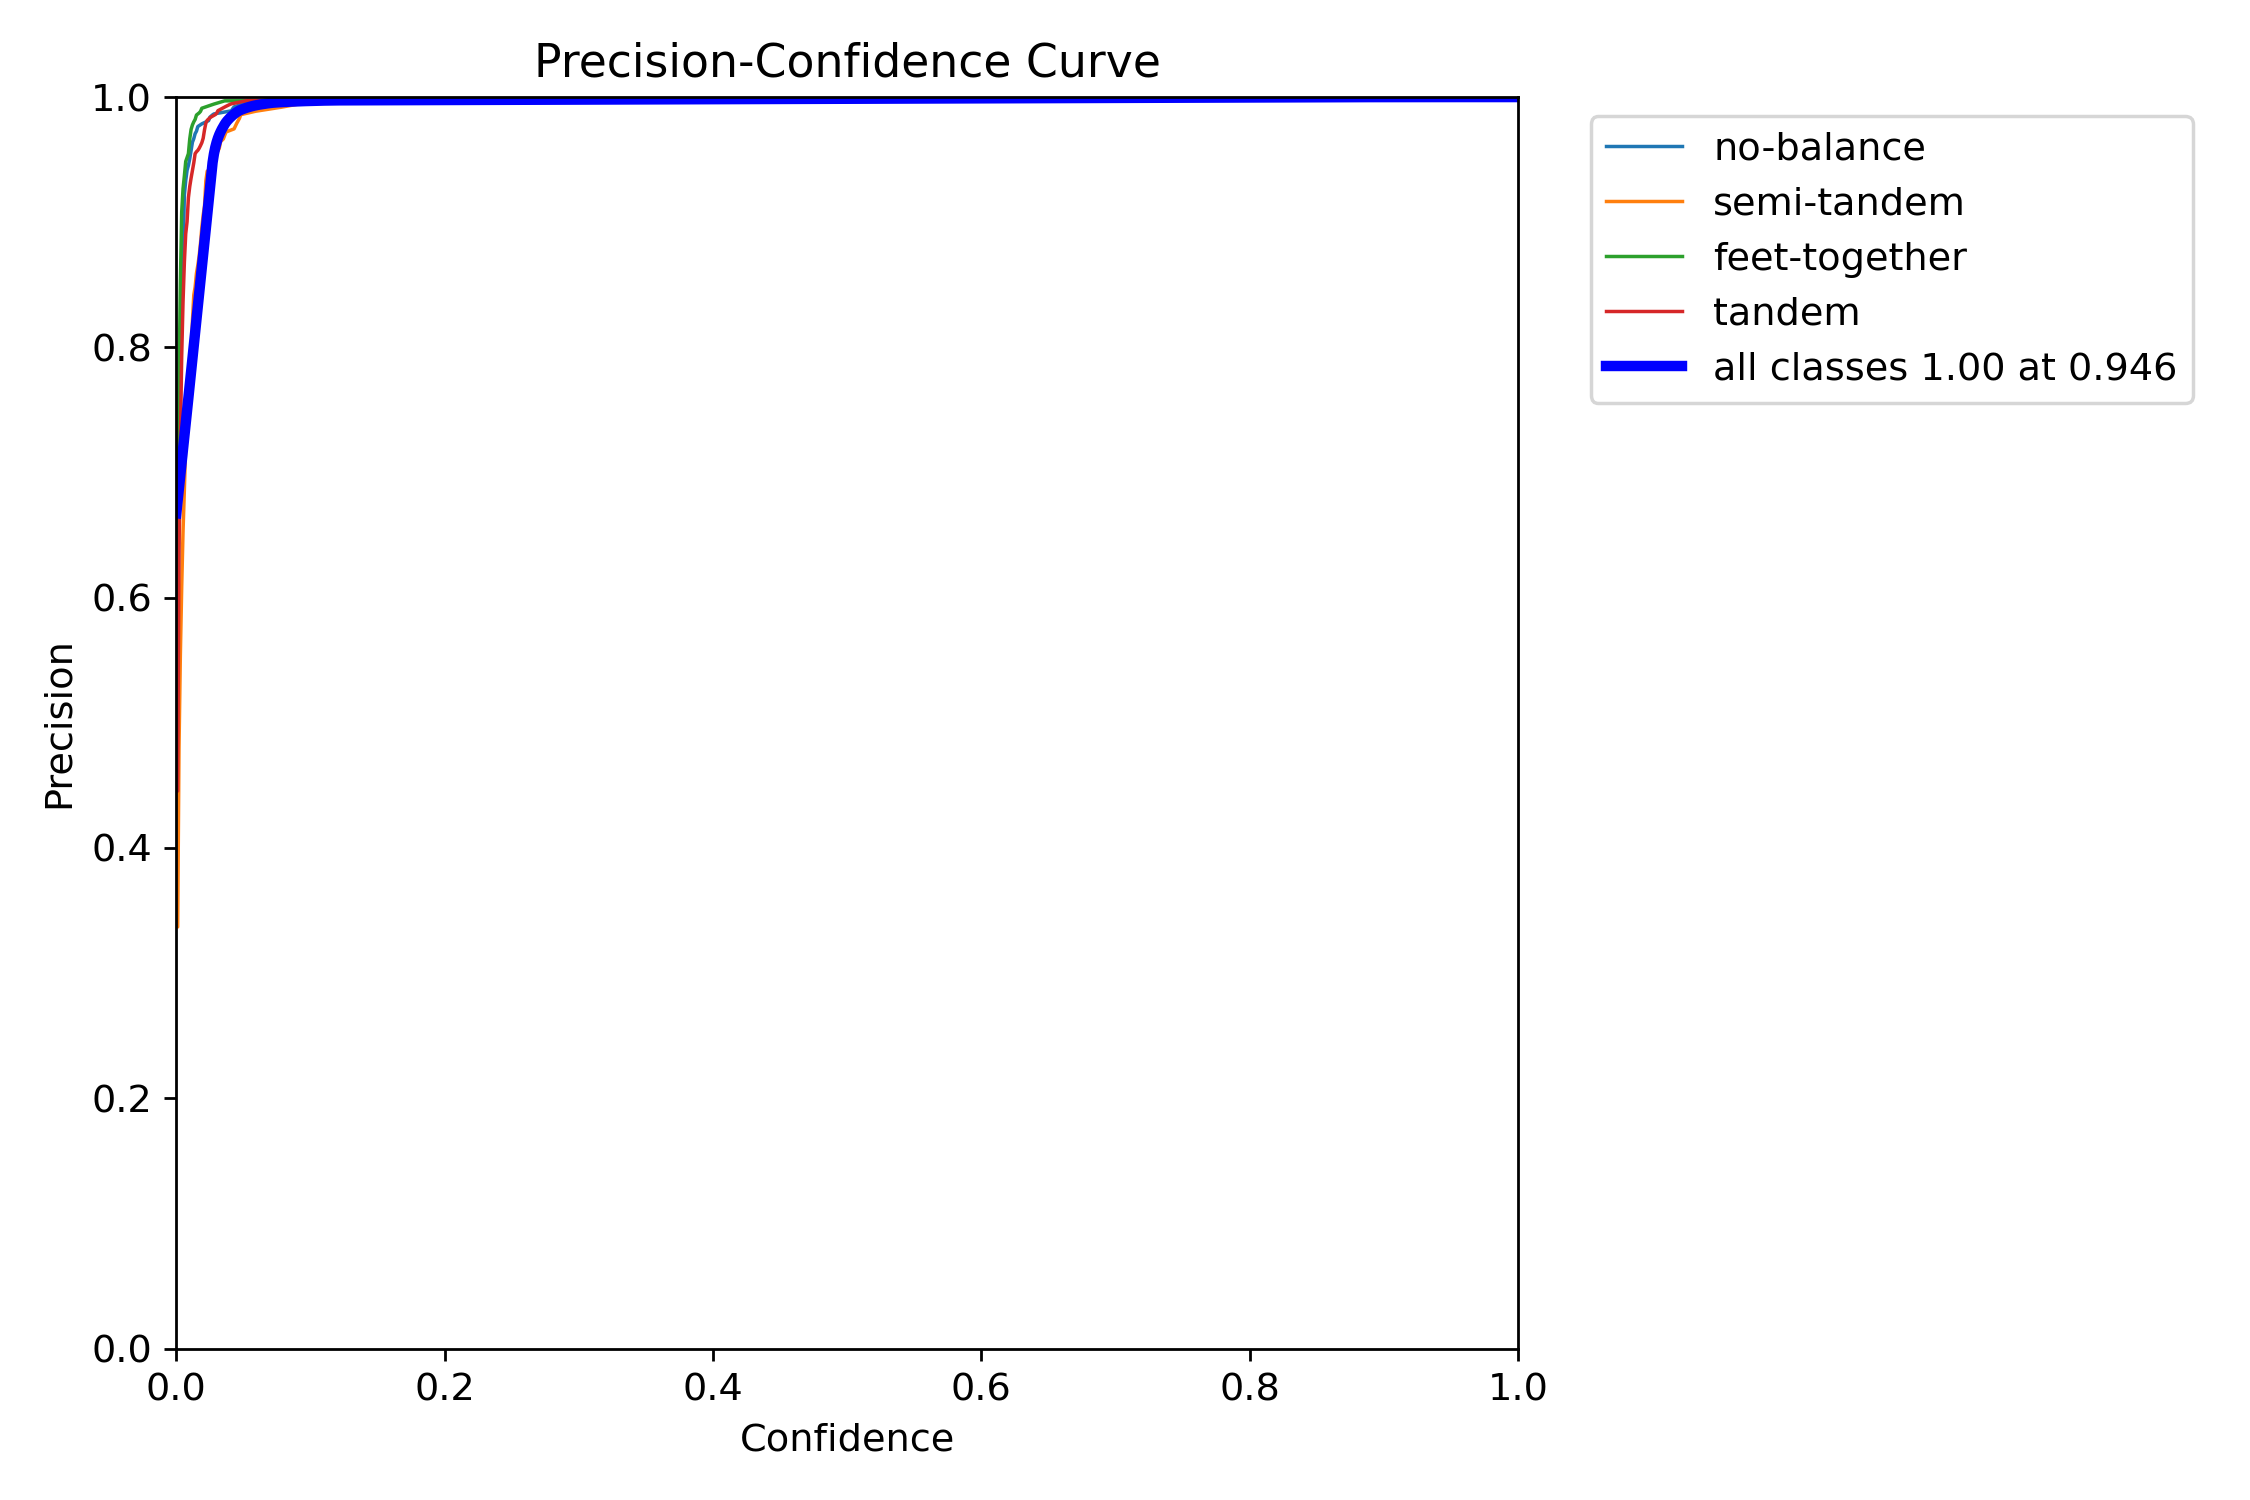 Precision-Confidence Curve
1.0
0.8
0.6
0.4
0.2
0.0
Precision
0.0 0.2 0.4 0.6 0.8 1.0
Confidence
no-balance
semi-tandem
feet-together
tandem
all classes 1.00 at 0.946